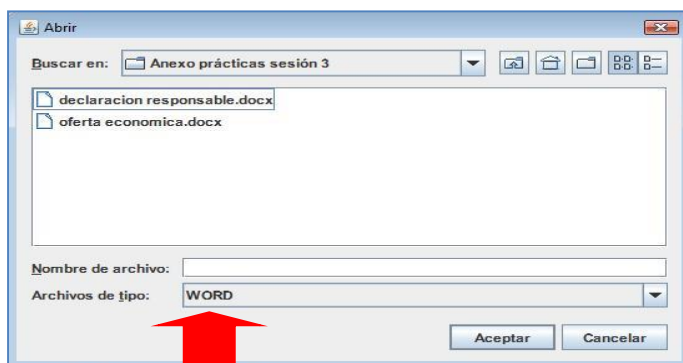 Abrir
Buscar en: Anexo prácticas sesión 3
declaracion responsable.docx
oferta economica.docx
Nombre de archivo:
Archivos de tipo: WORD
Aceptar Cancelar